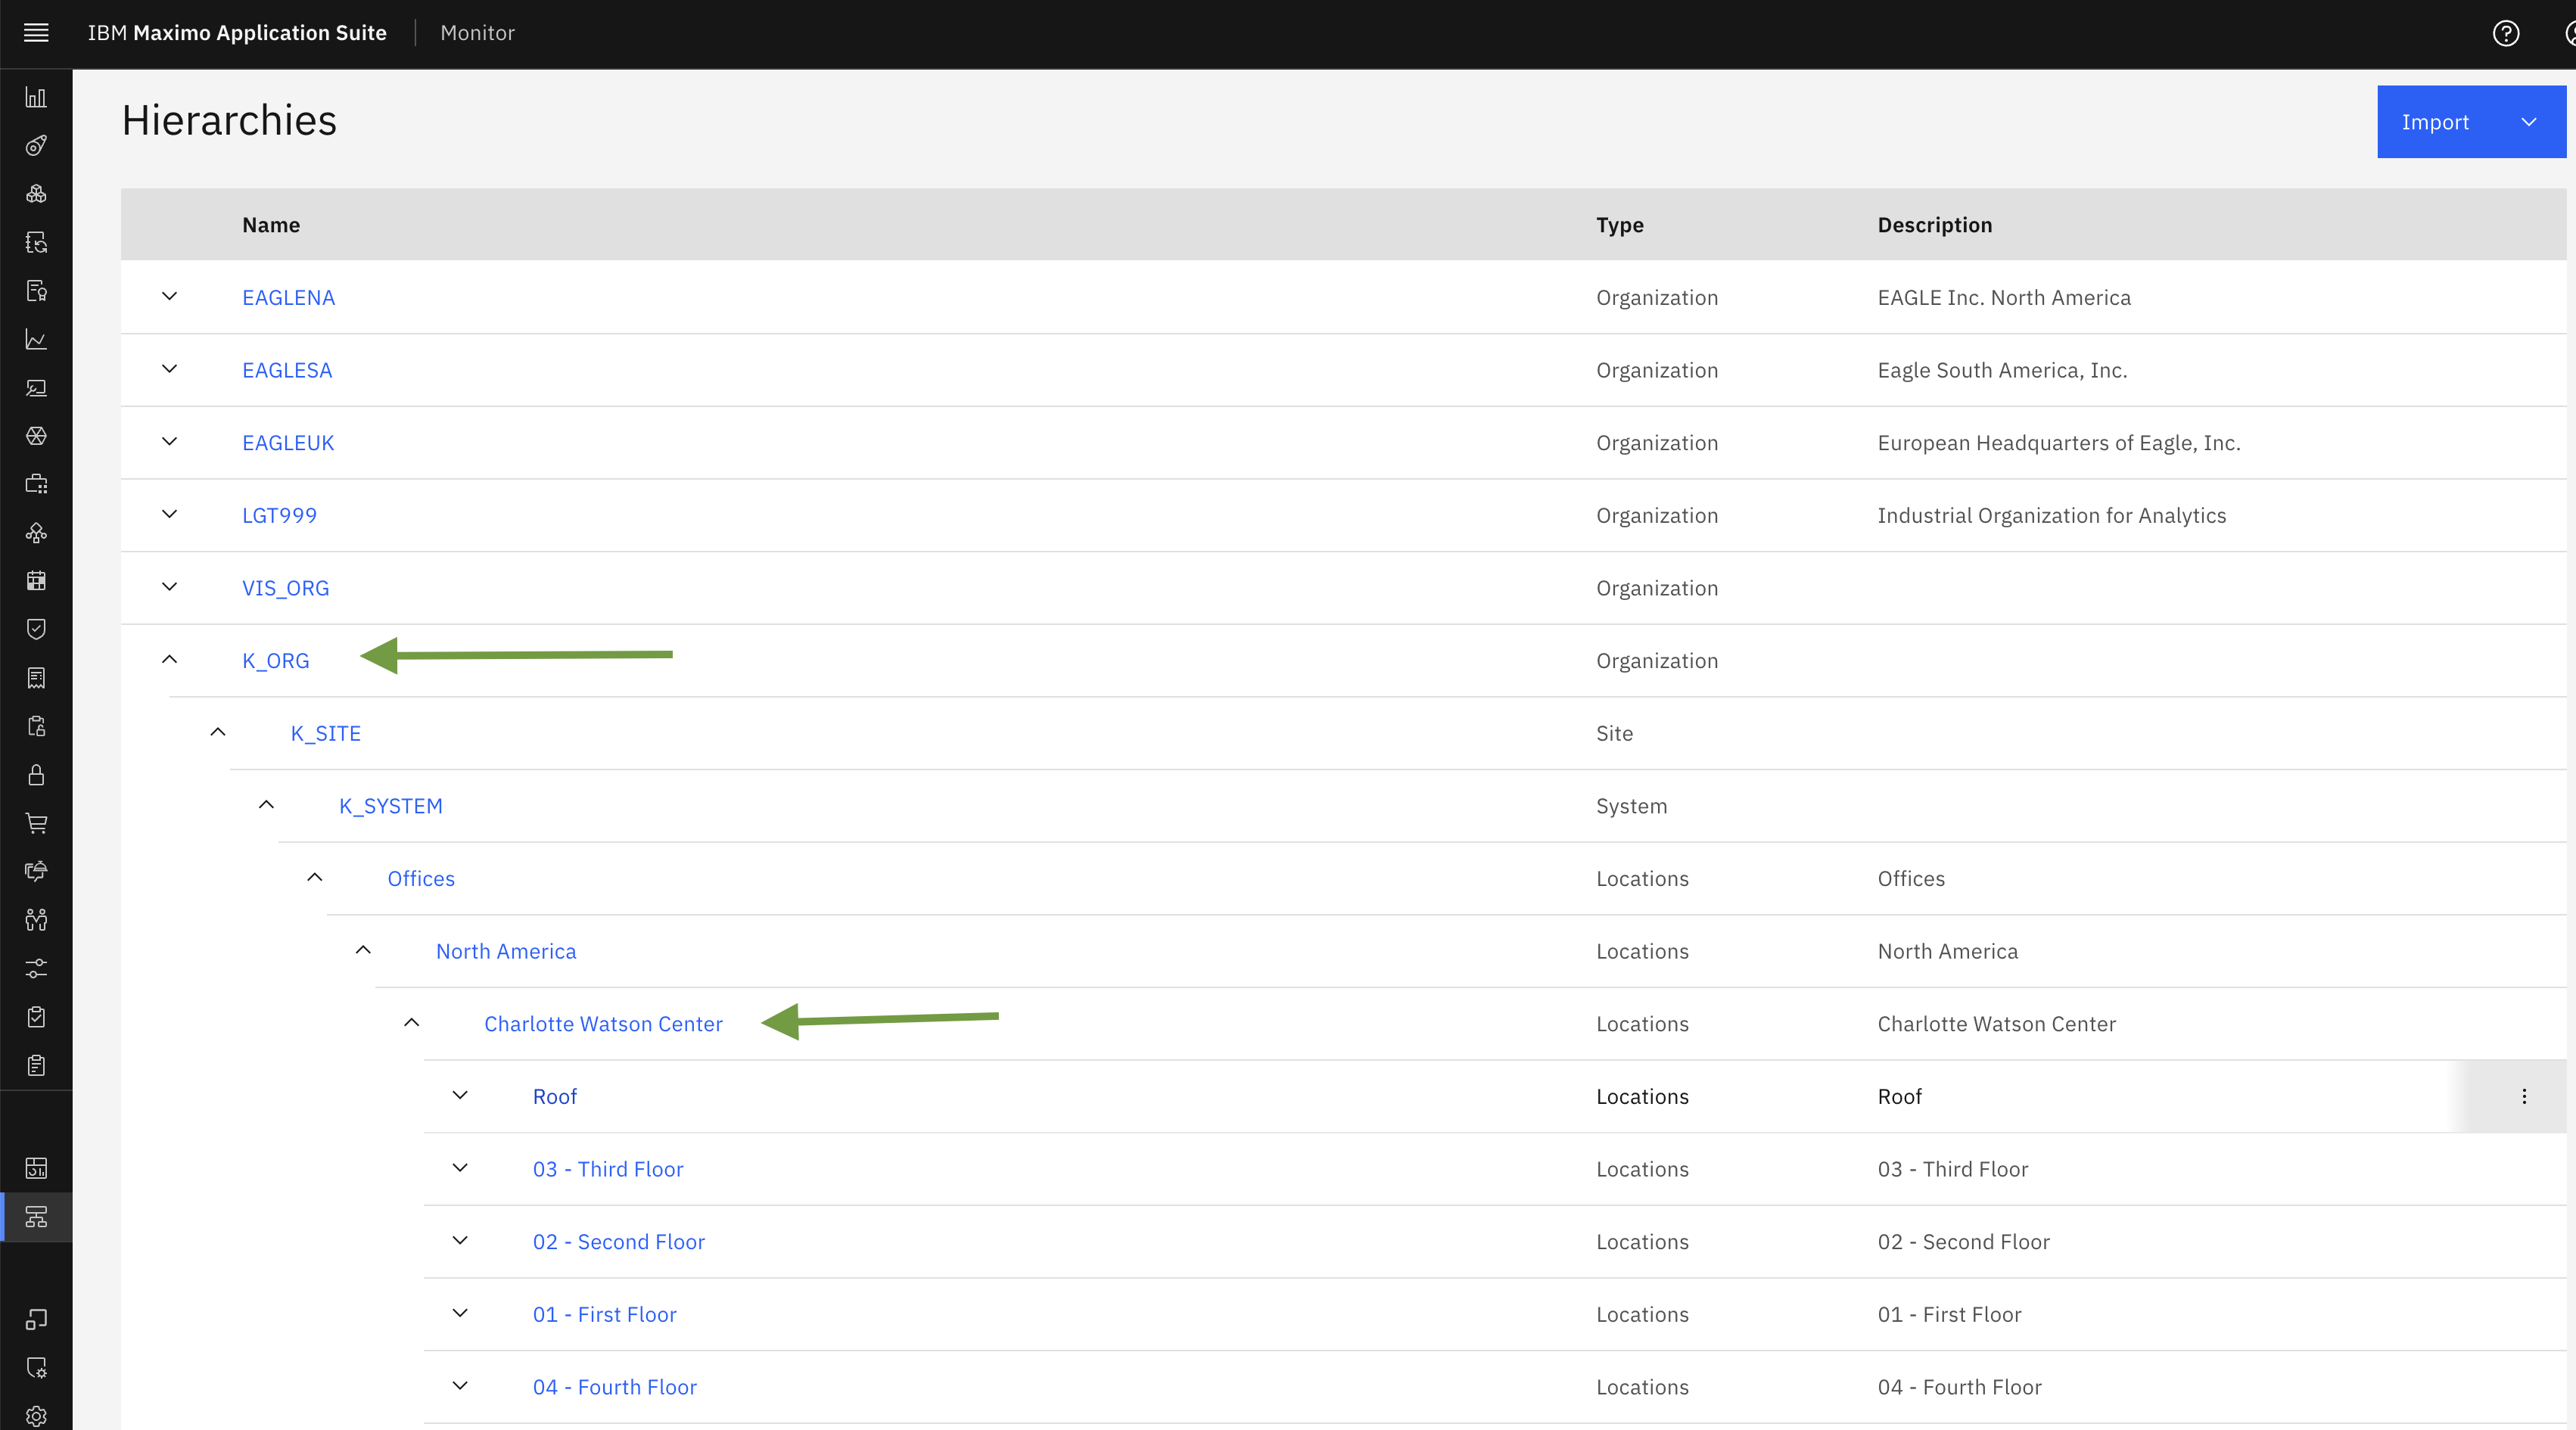 IBM Maximo Application Suite Monitor
Hierarchies
Import
Name Type Description
EAGLENA Organization EAGLE Inc. North America
EAGLESA Organization Eagle South America, Inc.
EAGLEUK Organization European Headquarters of Eagle, Inc.
LGT999 Organization Industrial Organization for Analytics
VIS_ORG Organization
K_ORG Organization
K_SITE Site
K_SYSTEM System
Offices Locations Offices
North America Locations North America
Charlotte Watson Center Locations Charlotte Watson Center
Roof Locations Roof
03 - Third Floor Locations 03 - Third Floor
02 - Second Floor Locations 02 - Second Floor
01 - First Floor Locations 01 - First Floor
04 - Fourth Floor Locations 04 - Fourth Floor